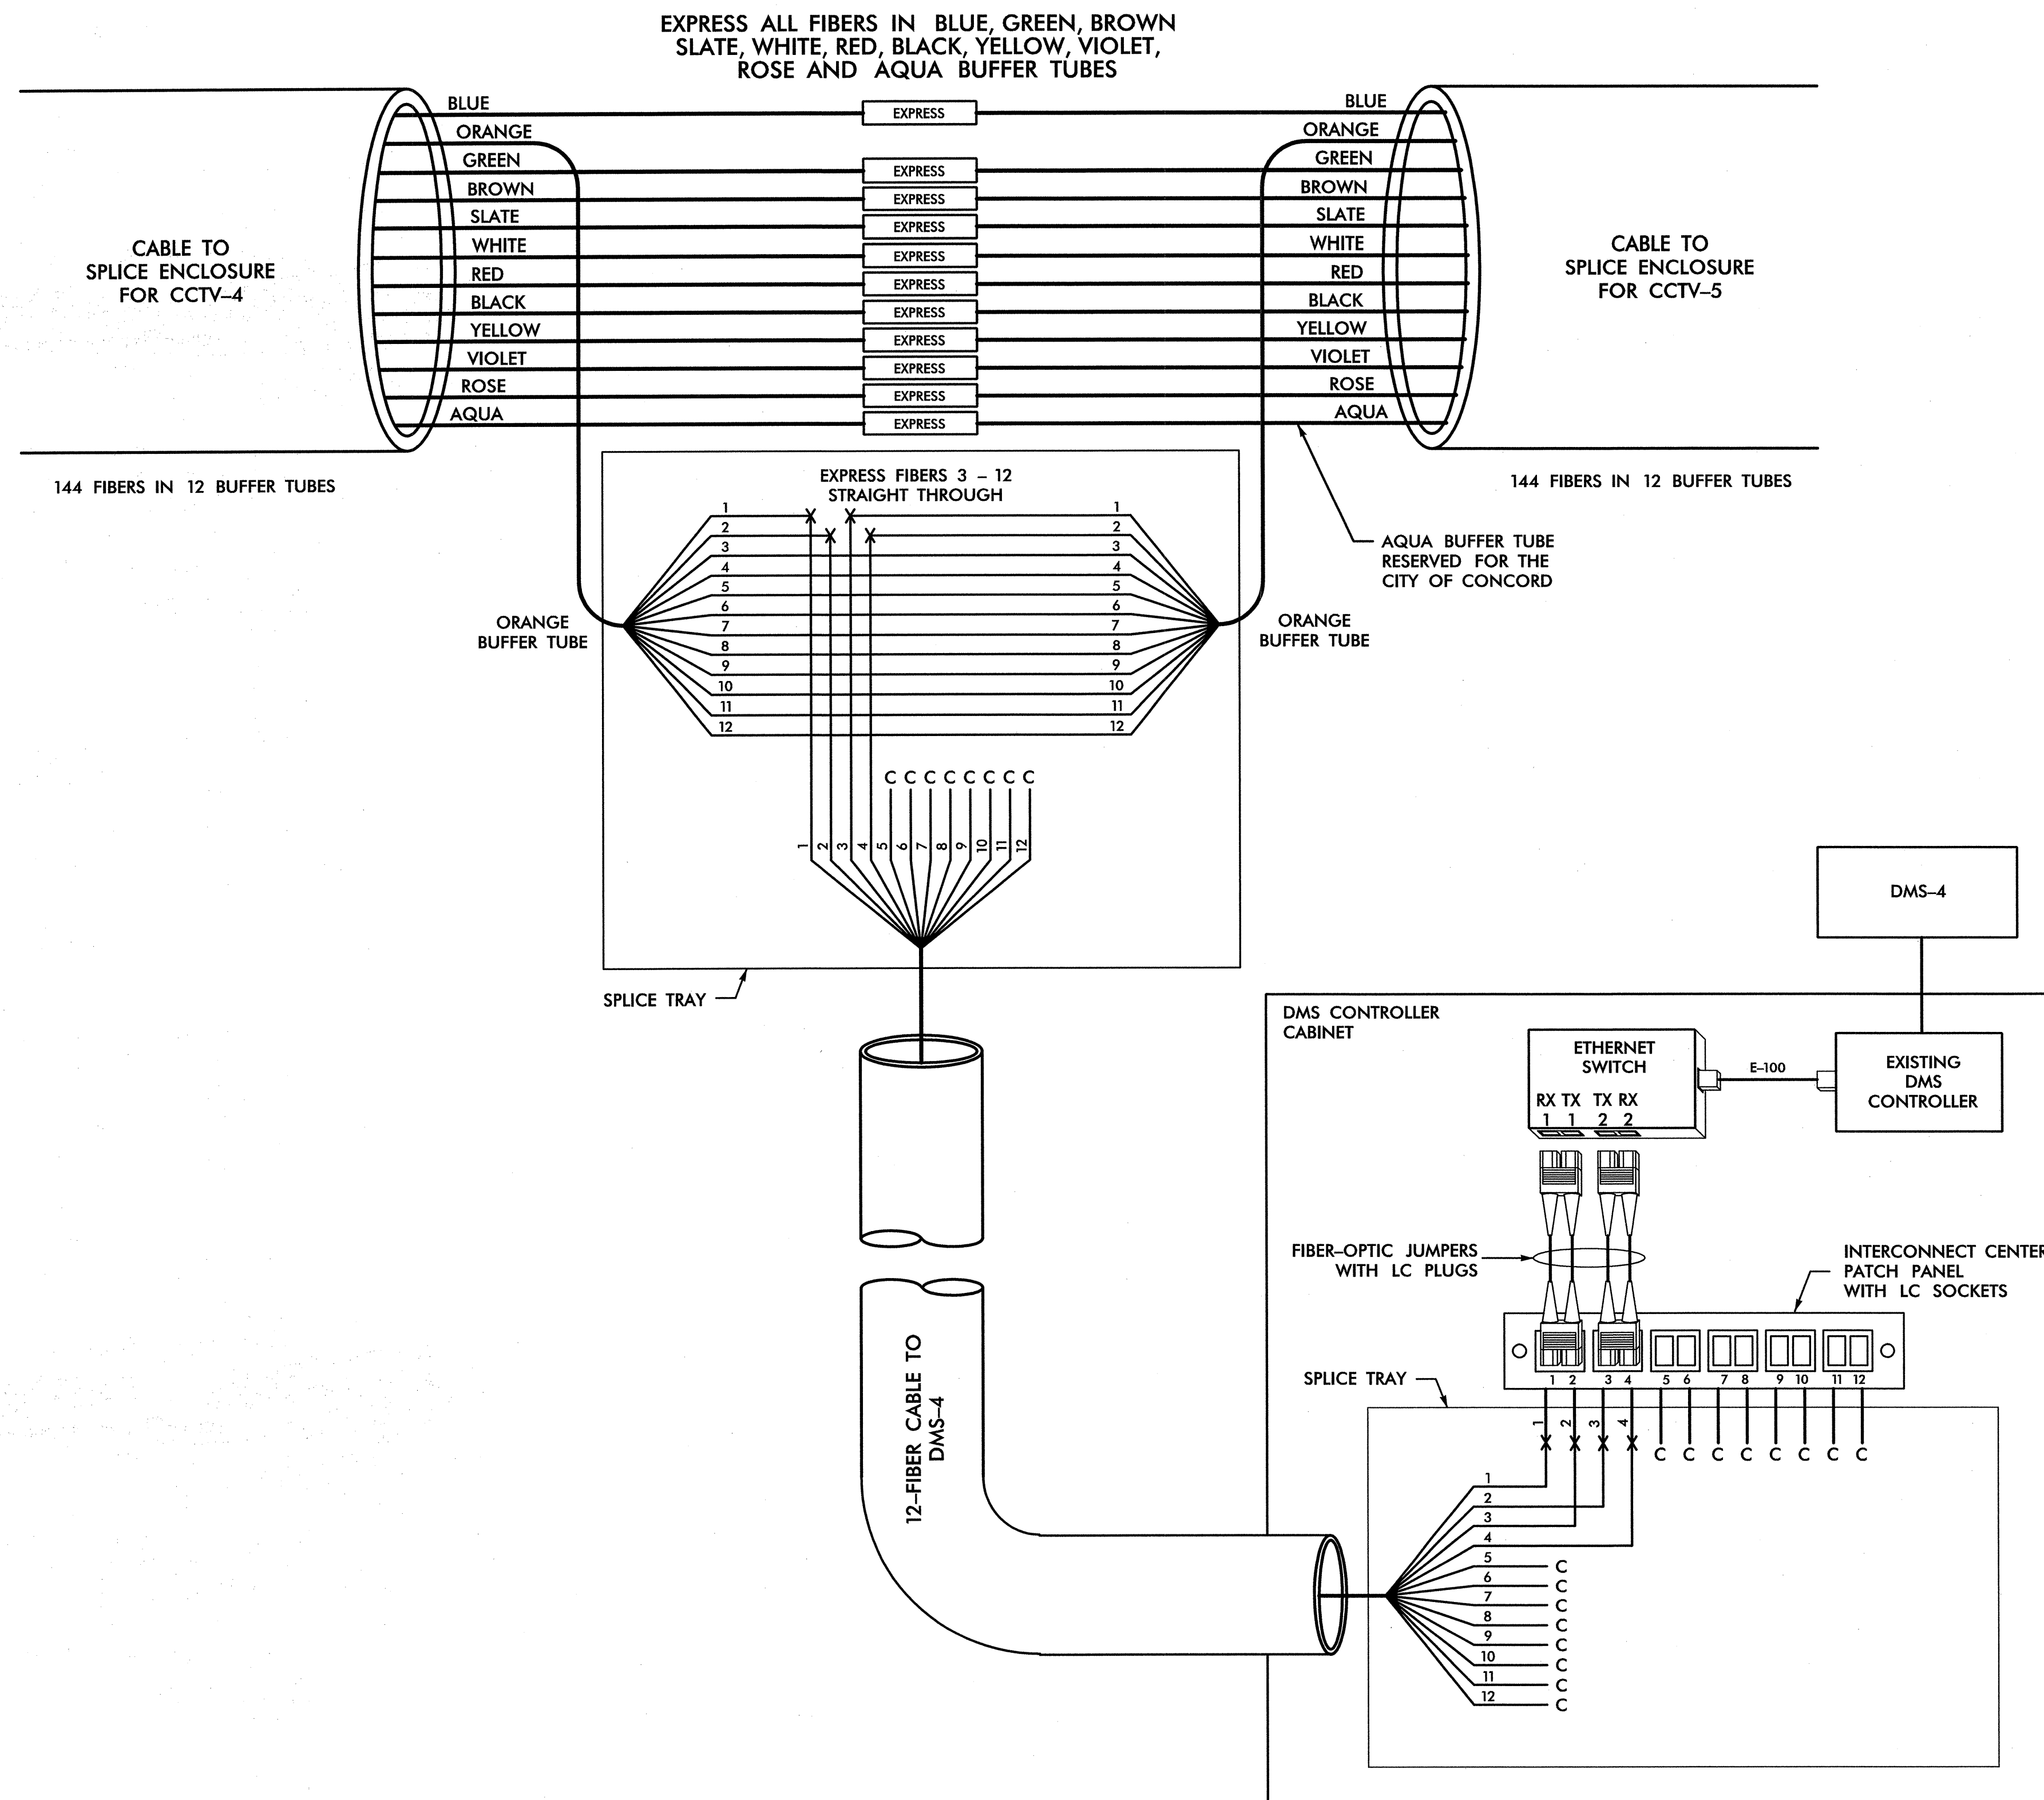 EXPRESS ALL FIBERS IN BLUE, GREEN, BROWN
SLATE, WHITE, RED, BLACK, YELLOW, VIOLET,
ROSE AND AQUA BUFFER TUBES
BLUE
ORANGE
GREEN
BROWN
SLATE
WHITE
RED
BLACK
YELLOW
VIOLET
ROSE
AQUA
EXPRESS
EXPRESS
EXPRESS
EXPRESS
EXPRESS
EXPRESS
EXPRESS
EXPRESS
EXPRESS
EXPRESS
EXPRESS
BLUE
ORANGE
GREEN
BROWN
SLATE
WHITE
RED
BLACK
YELLOW
VIOLET
ROSE
AQUA
CABLE TO
SPLICE ENCLOSURE
FOR CCTV–4
CABLE TO
SPLICE ENCLOSURE
FOR CCTV–5
144 FIBERS IN 12 BUFFER TUBES
144 FIBERS IN 12 BUFFER TUBES
EXPRESS FIBERS 3 – 12
STRAIGHT THROUGH
1
2
3
4
5
6
7
8
9
10
11
12
1
2
3
4
5
6
7
8
9
10
11
12
AQUA BUFFER TUBE
RESERVED FOR THE
CITY OF CONCORD
ORANGE
BUFFER TUBE
ORANGE
BUFFER TUBE
C C C C C C C C
1 2 3 4 5 6 7 8 9 10 11 12
SPLICE TRAY
DMS–4
DMS CONTROLLER
CABINET
ETHERNET
SWITCH
RX TX TX RX
1 1 2 2
E–100
EXISTING
DMS
CONTROLLER
FIBER–OPTIC JUMPERS
WITH LC PLUGS
INTERCONNECT CENTER
PATCH PANEL
WITH LC SOCKETS
12–FIBER CABLE TO
DMS–4
SPLICE TRAY
1 2 3 4 5 6 7 8 9 10 11 12
1 2 3 4
C C C C C C C C
1
2
3
4
5 C
6 C
7 C
8 C
9 C
10 C
11 C
12 C